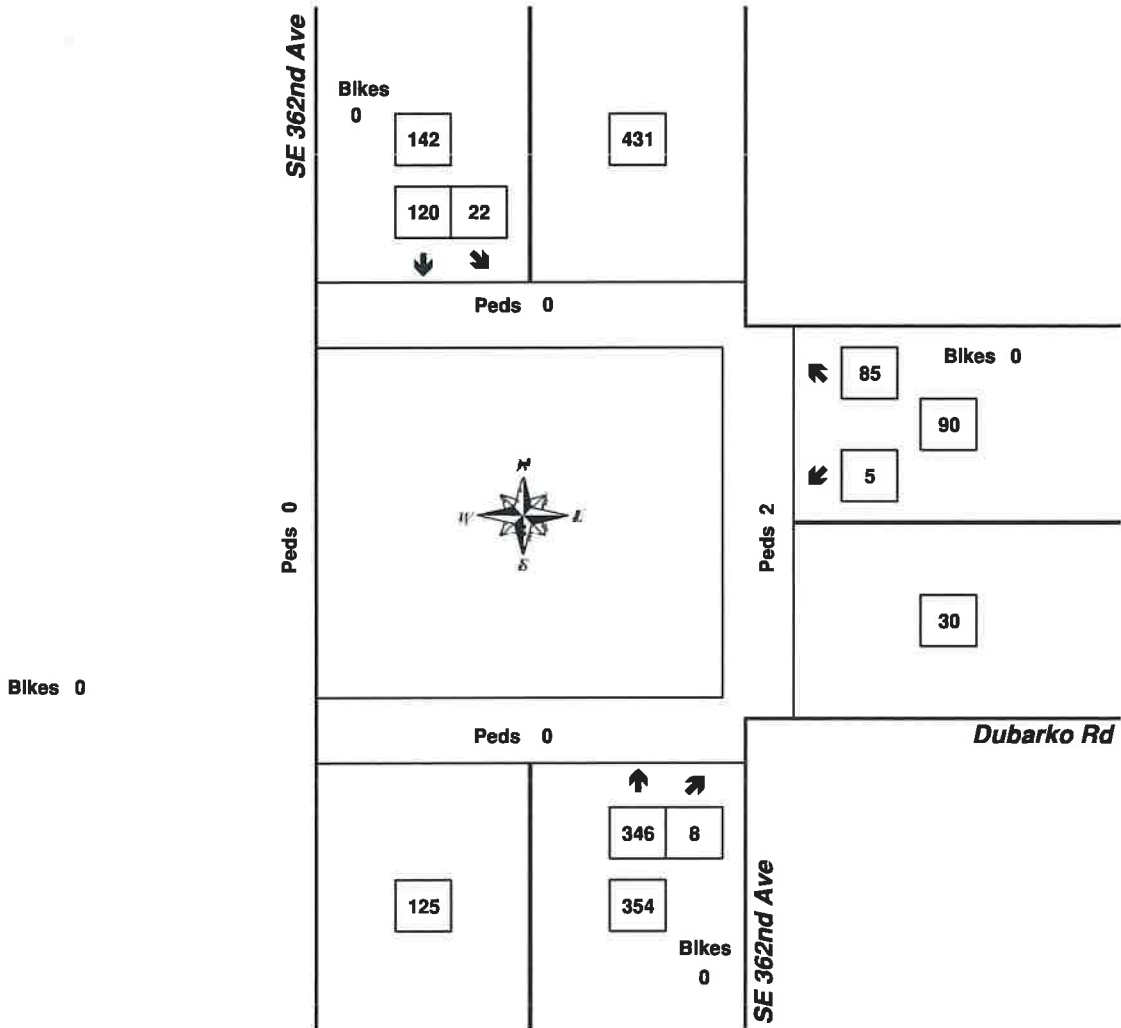 SE 362nd Ave
Bikes
0
142
431
120 22
Peds 0
85
Bikes 0
90
5
N
W E
S
Peds 0
Peds 2
30
Bikes 0
Peds 0
Dubarko Rd
346 8
125
354
Bikes
0
SE 362nd Ave